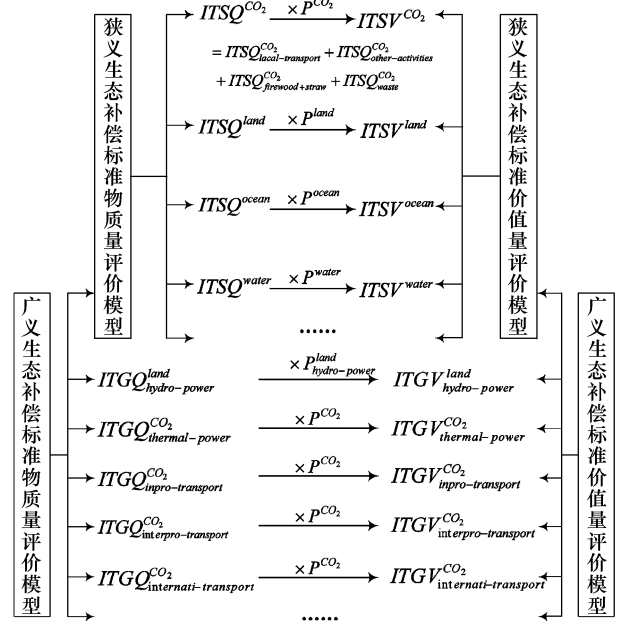 狭义生态补偿标准物质量评价模型
ITSQ^{CO_2} ×P^{CO_2} ITSV^{CO_2}
= ITSQ^{CO_2}_{lacal-transport} + ITSQ^{CO_2}_{other-activities}
+ ITSQ^{CO_2}_{firewood+straw} + ITSQ^{CO_2}_{waste}
ITSQ^{land} ×P^{land} ITSV^{land}
ITSQ^{ocean} ×P^{ocean} ITSV^{ocean}
ITSQ^{water} ×P^{water} ITSV^{water}
......
狭义生态补偿标准价值量评价模型
广义生态补偿标准物质量评价模型
ITGQ^{land}_{hydro-power} ×P^{land}_{hydro-power} ITGV^{land}_{hydro-power}
ITGQ^{CO_2}_{thermal-power} ×P^{CO_2} ITGV^{CO_2}_{thermal-power}
ITGQ^{CO_2}_{inpro-transport} ×P^{CO_2} ITGV^{CO_2}_{inpro-transport}
ITGQ^{CO_2}_{interpro-transport} ×P^{CO_2} ITGV^{CO_2}_{interpro-transport}
ITGQ^{CO_2}_{internati-transport} ×P^{CO_2} ITGV^{CO_2}_{internati-transport}
......
广义生态补偿标准价值量评价模型